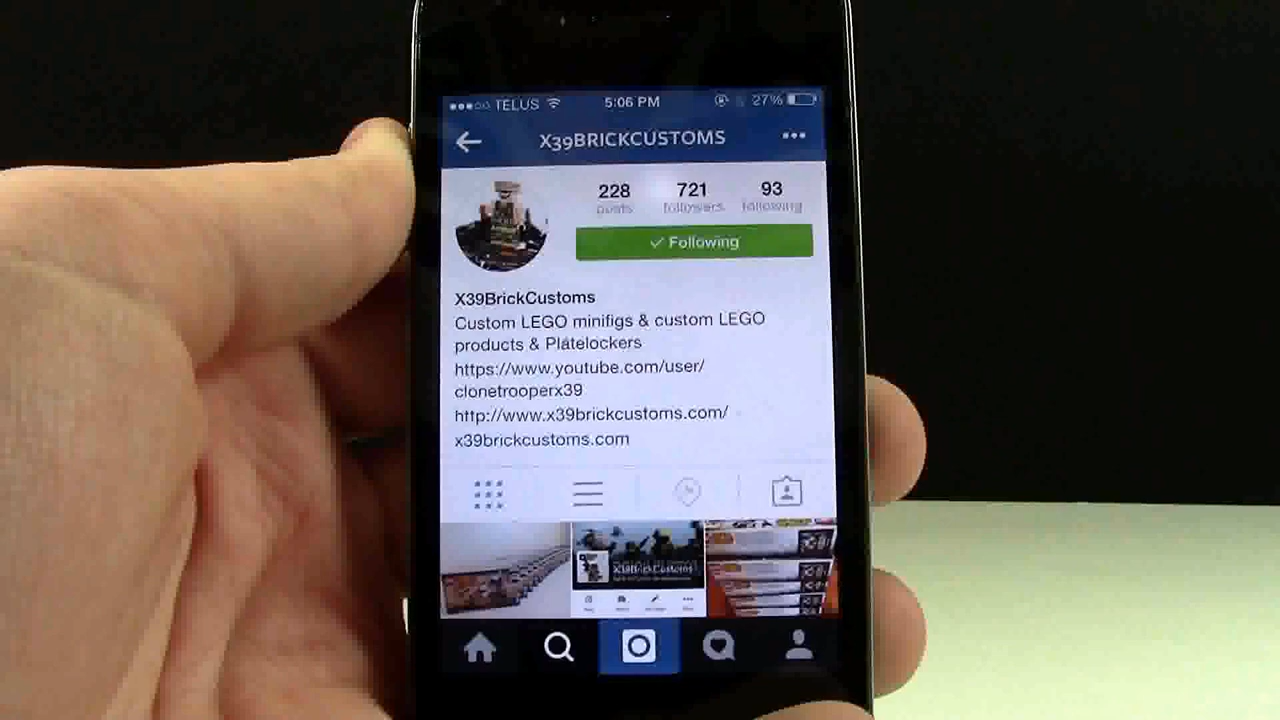 TELUS 5:06 PM 27%
X39BRICKCUSTOMS
228 721 93
posts followers following
✓ Following
X39BrickCustoms
Custom LEGO minifigs & custom LEGO
products & Platelockers
https://www.youtube.com/user/
clonetrooperx39
http://www.x39brickcustoms.com/
x39brickcustoms.com
X39BrickCustoms